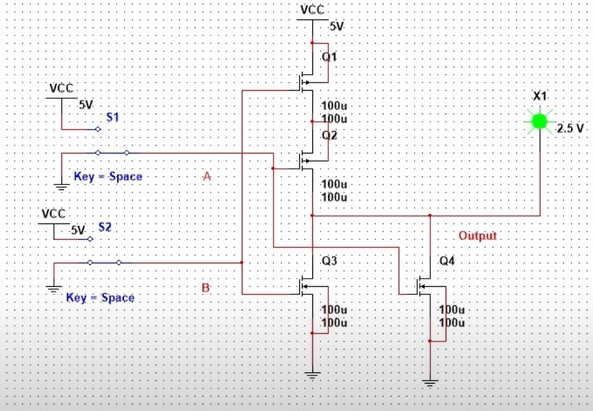 VCC
5V
Q1
100u
100u
Q2
100u
100u
VCC
5V
S1
Key = Space
A
VCC
5V
S2
Key = Space
B
X1
2.5 V
Output
Q3
100u
100u
Q4
100u
100u